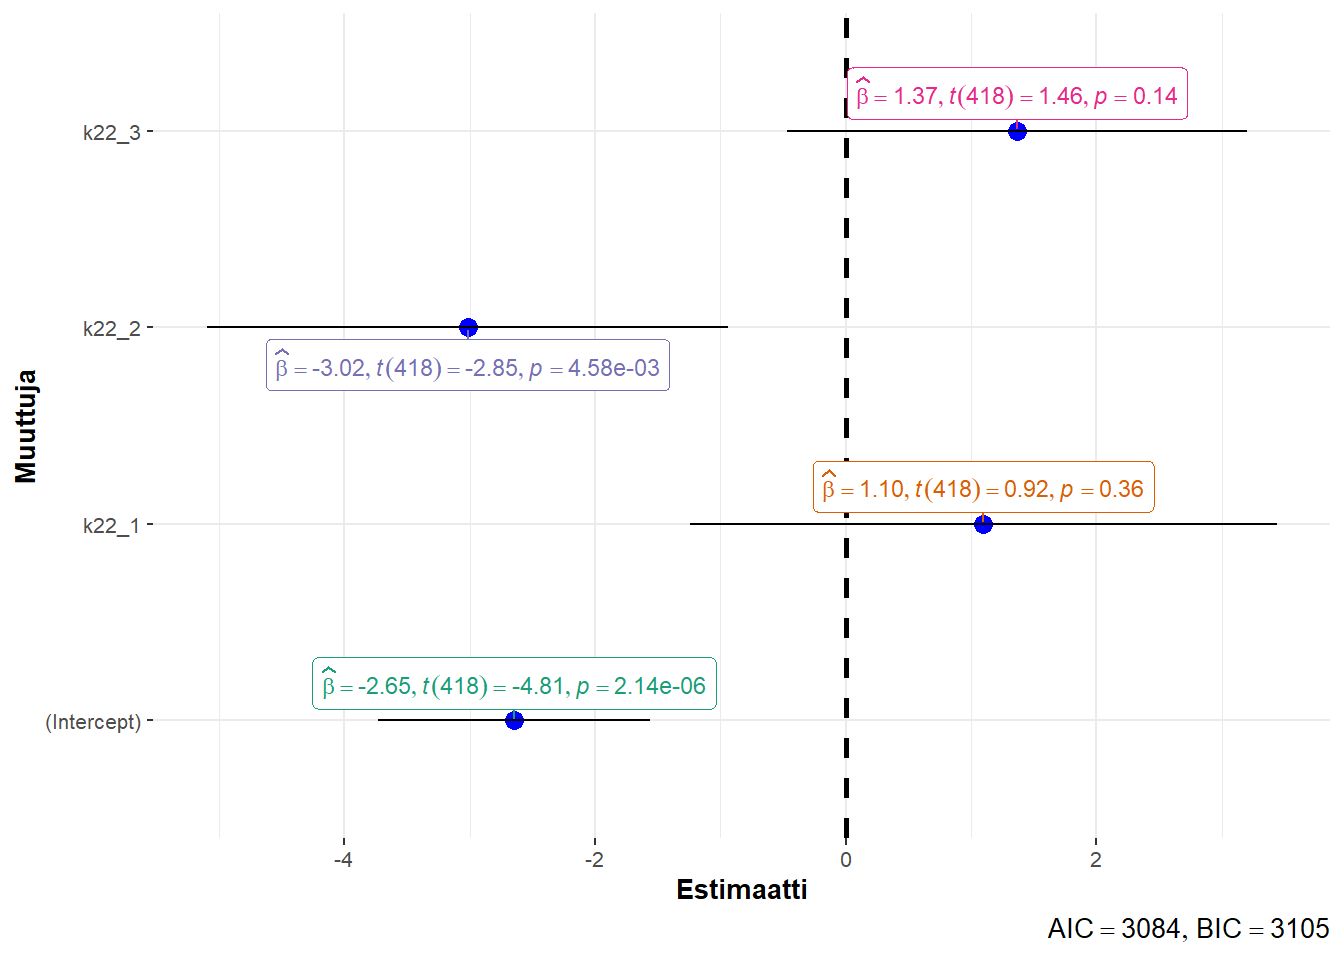 β̂ = 1.37, t(418) = 1.46, p = 0.14
k22_3
k22_2
β̂ = -3.02, t(418) = -2.85, p = 4.58e-03
Muuttuja
β̂ = 1.10, t(418) = 0.92, p = 0.36
k22_1
β̂ = -2.65, t(418) = -4.81, p = 2.14e-06
(Intercept)
-4 -2 0 2
Estimaatti
AIC = 3084, BIC = 3105